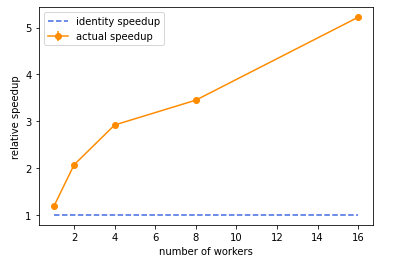 identity speedup
actual speedup
relative speedup
5
4
3
2
1
2 4 6 8 10 12 14 16
number of workers